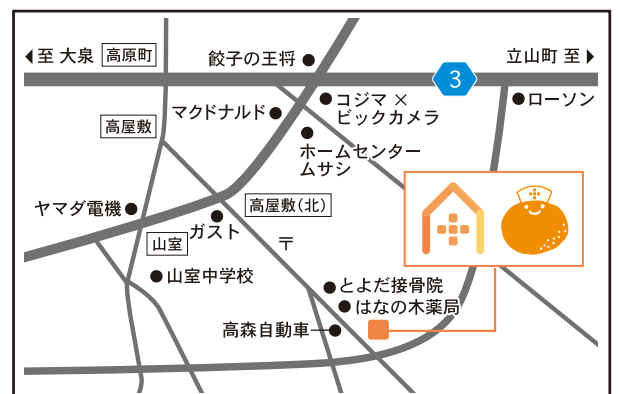 至 大泉
高原町
餃子の王将
立山町 至
3
マクドナルド
コジマ ×
ビックカメラ
ローソン
高屋敷
ホームセンター
ムサシ
ヤマダ電機
高屋敷（北）
ガスト
山室
〒
山室中学校
とよだ接骨院
はなの木薬局
高森自動車